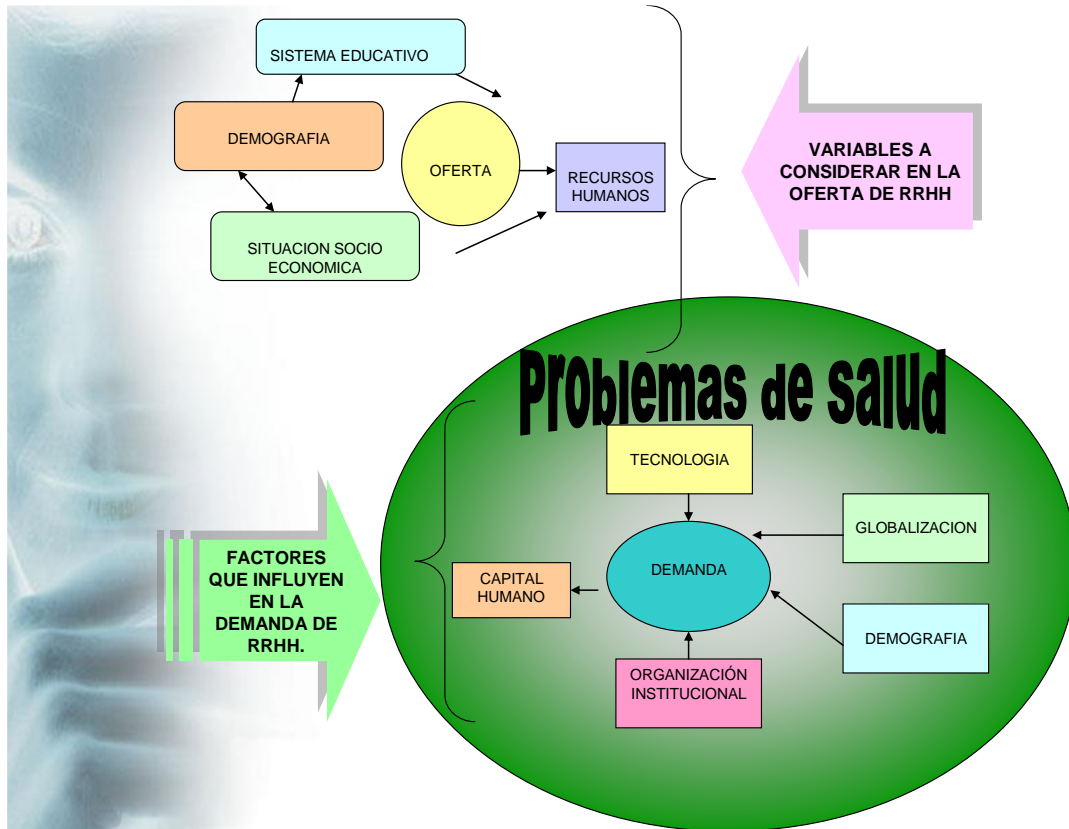 SISTEMA EDUCATIVO
DEMOGRAFIA
OFERTA
RECURSOS
HUMANOS
SITUACION SOCIO
ECONOMICA
VARIABLES A
CONSIDERAR EN LA
OFERTA DE RRHH
Problemas de salud
TECNOLOGIA
GLOBALIZACION
DEMANDA
CAPITAL
HUMANO
DEMOGRAFIA
ORGANIZACIÓN
INSTITUCIONAL
FACTORES
QUE INFLUYEN
EN LA
DEMANDA DE
RRHH.